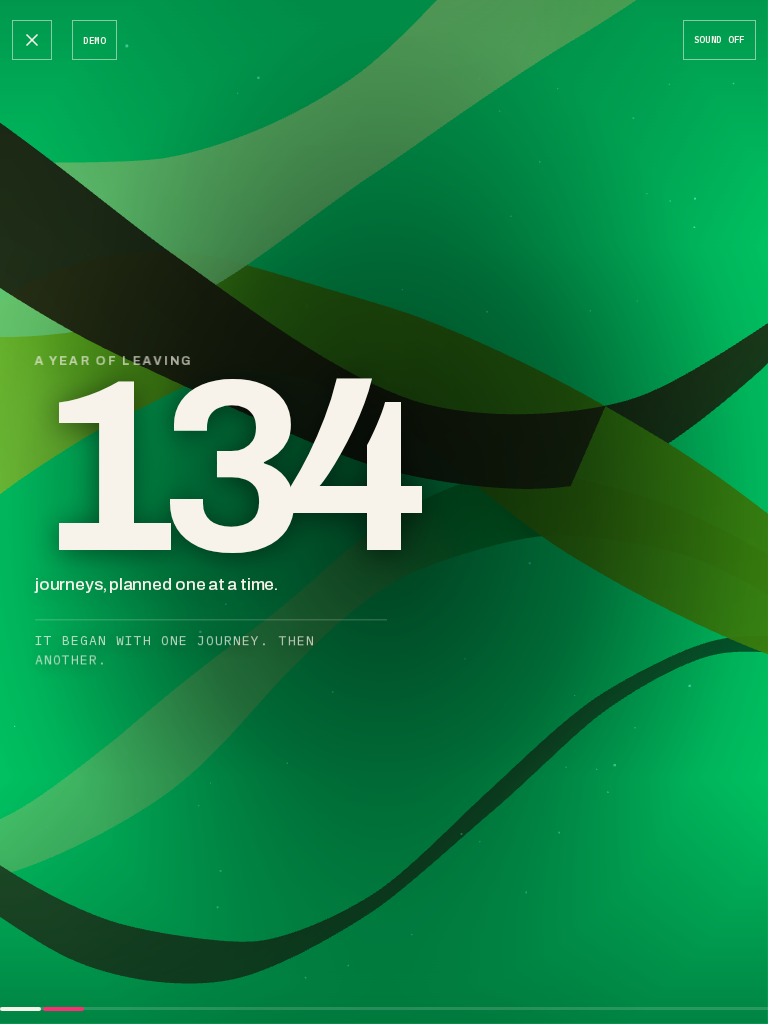 DEMO
SOUND OFF
A YEAR OF LEAVING
134
journeys, planned one at a time.
IT BEGAN WITH ONE JOURNEY. THEN
ANOTHER.